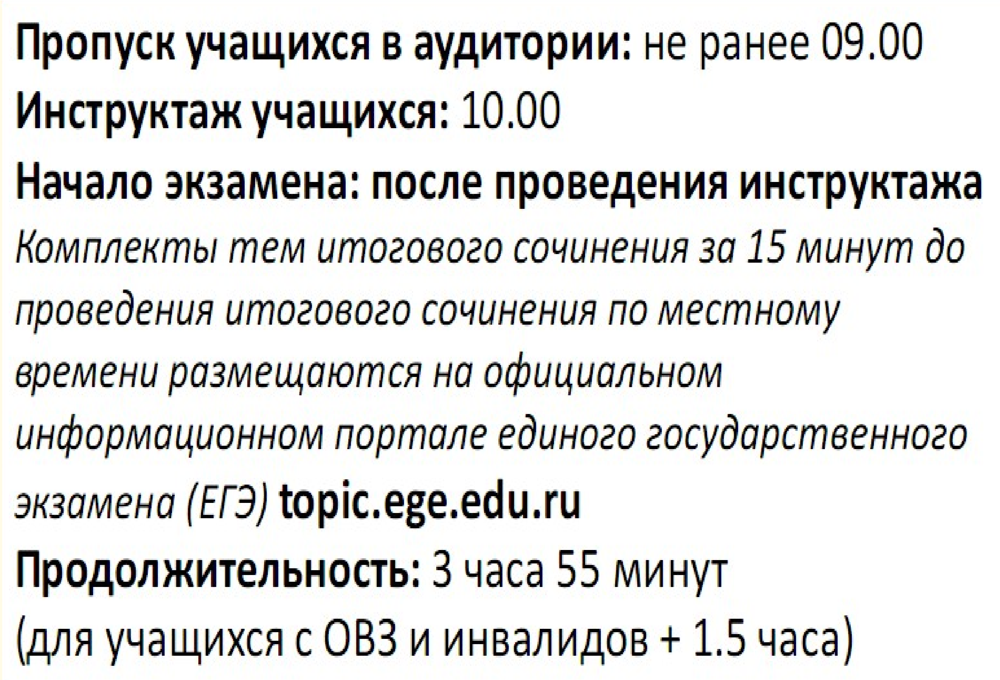 Пропуск учащихся в аудитории: не ранее 09.00
Инструктаж учащихся: 10.00
Начало экзамена: после проведения инструктажа
Комплекты тем итогового сочинения за 15 минут до
проведения итогового сочинения по местному
времени размещаются на официальном
информационном портале единого государственного
экзамена (ЕГЭ) topic.ege.edu.ru
Продолжительность: 3 часа 55 минут
(для учащихся с ОВЗ и инвалидов + 1.5 часа)